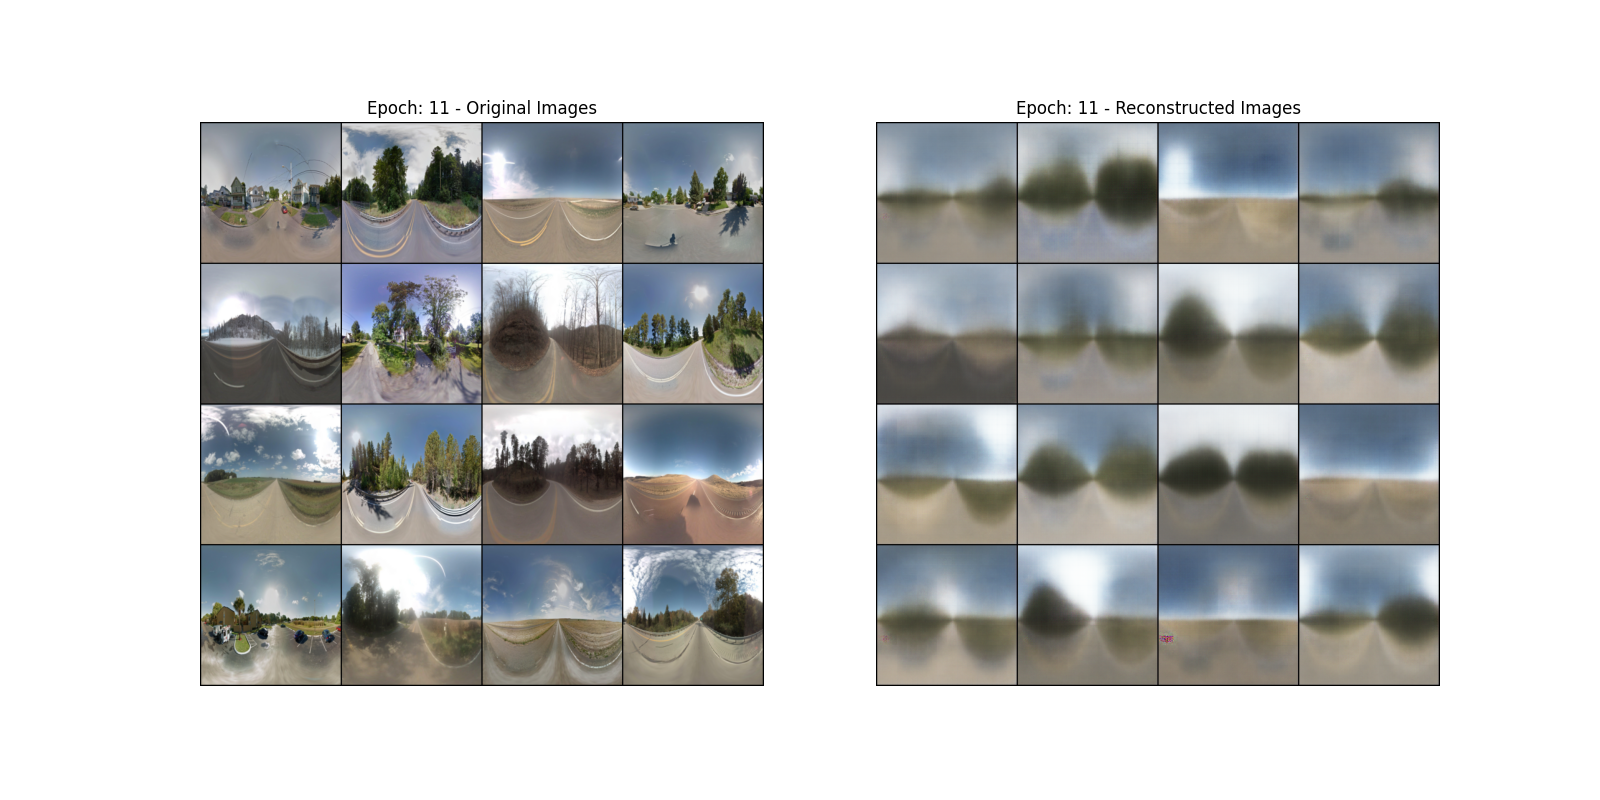 Epoch: 11 - Original Images
Epoch: 11 - Reconstructed Images